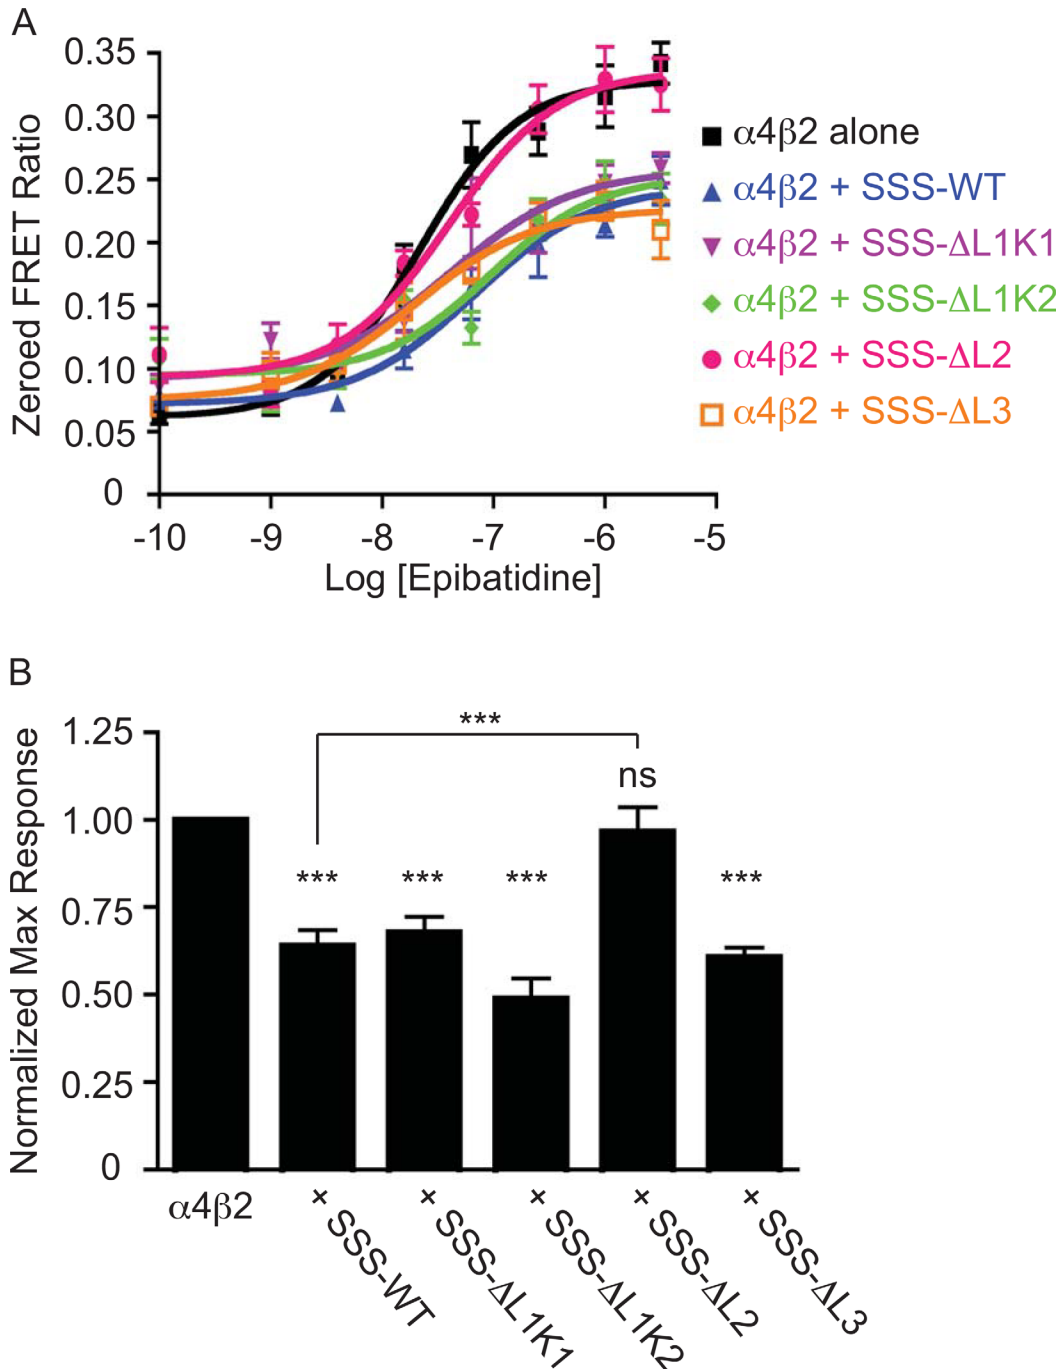 A
Zeroed FRET Ratio
0.35
0.30
0.25
0.20
0.15
0.10
0.05
0
-10 -9 -8 -7 -6 -5
Log [Epibatidine]
α4β2 alone
α4β2 + SSS-WT
α4β2 + SSS-ΔL1K1
α4β2 + SSS-ΔL1K2
α4β2 + SSS-ΔL2
α4β2 + SSS-ΔL3
B
Normalized Max Response
1.25
1.00
0.75
0.50
0.25
0
***
ns
*** *** *** ***
α4β2
+ SSS-WT
+ SSS-ΔL1K1
+ SSS-ΔL1K2
+ SSS-ΔL2
+ SSS-ΔL3